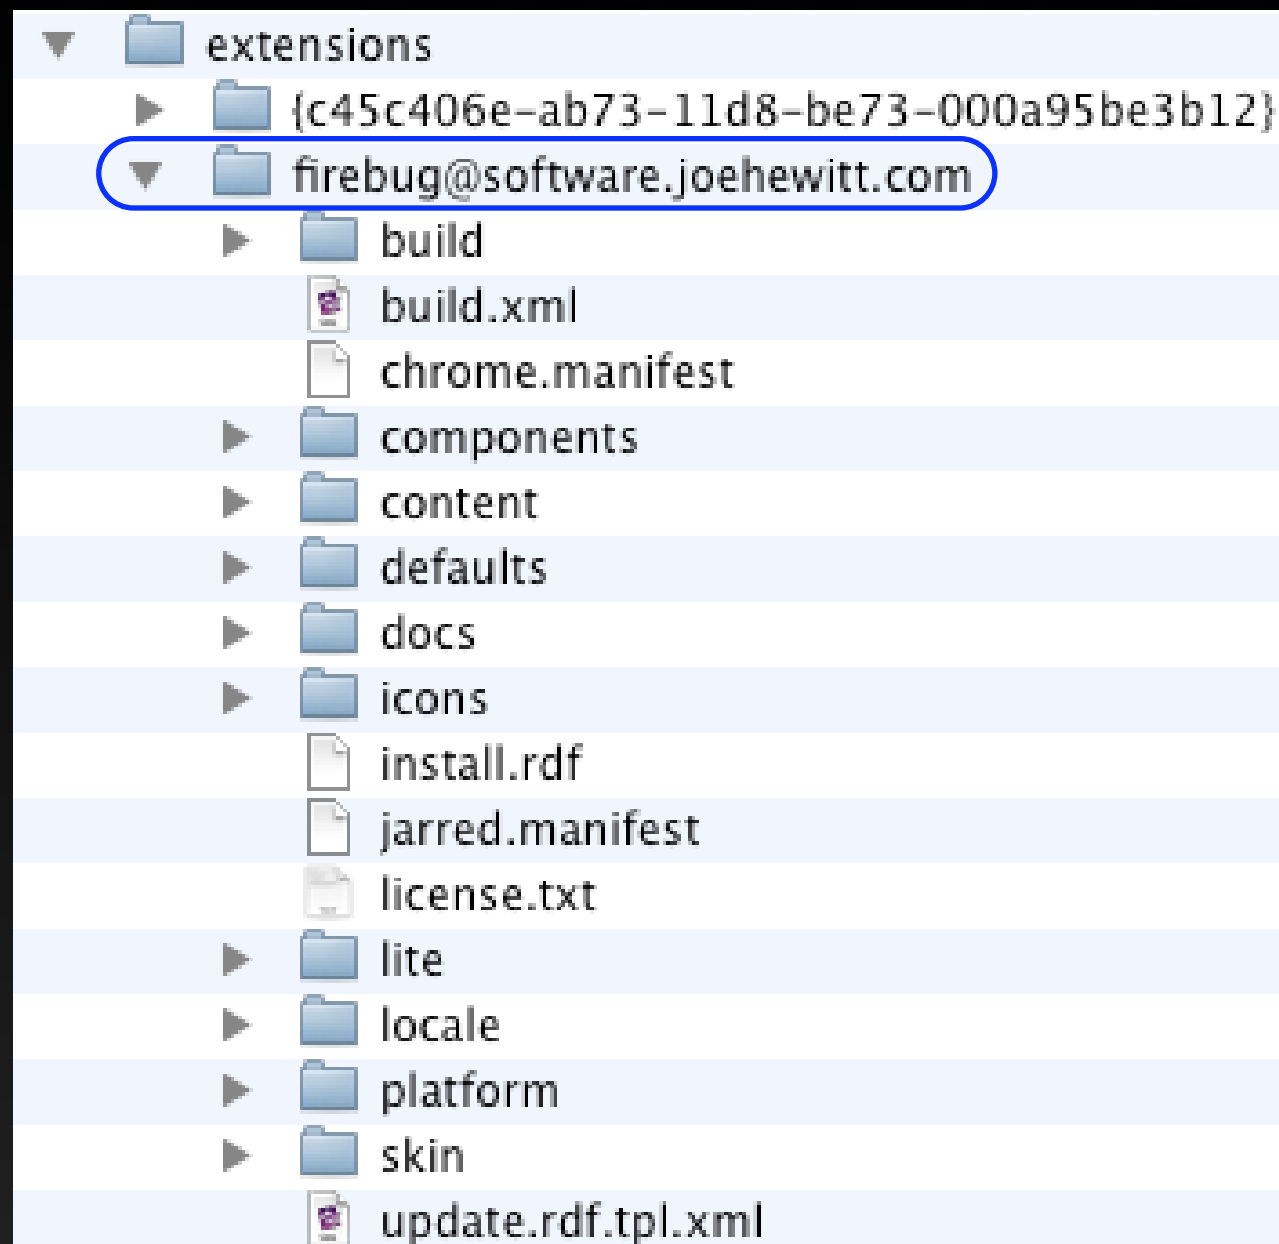 extensions
{c45c406e-ab73-11d8-be73-000a95be3b12}
firebug@software.joehewitt.com
build
build.xml
chrome.manifest
components
content
defaults
docs
icons
install.rdf
jarred.manifest
license.txt
lite
locale
platform
skin
update.rdf.tpl.xml